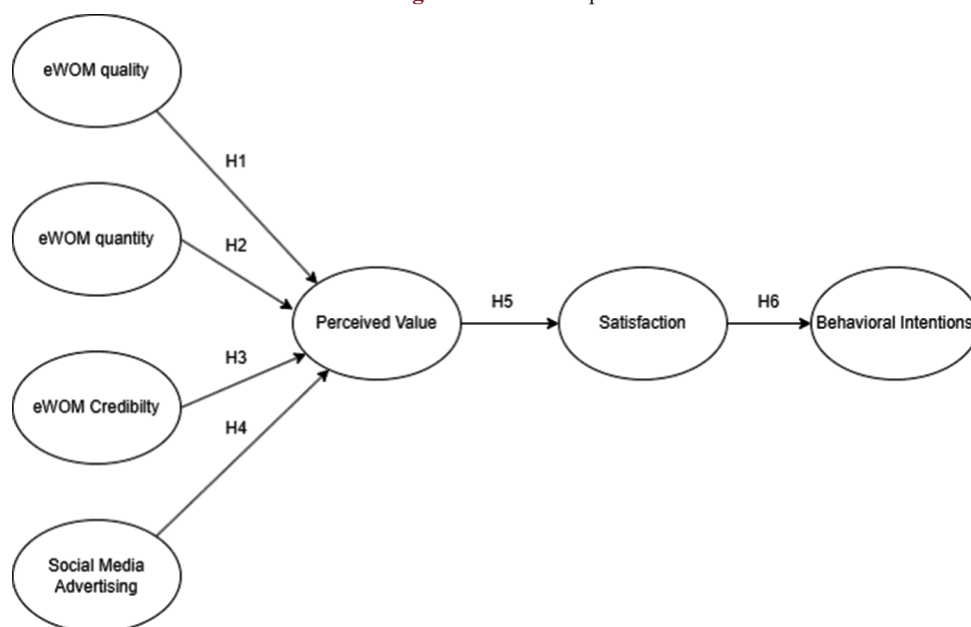 eWOM quality
H1
eWOM quantity
H2
Perceived Value
H5
Satisfaction
H6
Behavioral Intentions
H3
eWOM Credibilty
H4
Social Media
Advertising